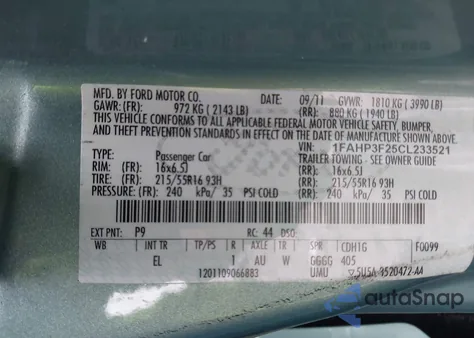 MFD. BY FORD MOTOR CO. DATE: 09/11 GVWR: 1810 KG ( 3990 LB)
GAWR: (FR): 972 KG ( 2143 LB) (RR): 880 KG ( 1940 LB)
THIS VEHICLE CONFORMS TO ALL APPLICABLE FEDERAL MOTOR VEHICLE SAFETY, BUMPER,
AND THEFT PREVENTION STANDARDS IN EFFECT ON THE DATE OF MANUFACTURE SHOWN ABOVE.
VIN: 1FAHP3F25CL233521
TYPE: Passenger Car TRAILER TOWING - SEE OWNER GUIDE
RIM: (FR): 16x6.5J (RR): 16x6.5J
TIRE: (FR): 215/55R16 93H (RR): 215/55R16 93H
PRESSURE: (FR): 240 kPa/ 35 PSI COLD (RR): 240 kPa/ 35 PSI COLD
EXT PNT: P9 RC: 44 DSO:
WB INT TR TP/PS R AXLE TR SPR CDH1G F0099
EL 1 AU W GGGG 405
1201109066883 UMU
autoSnap